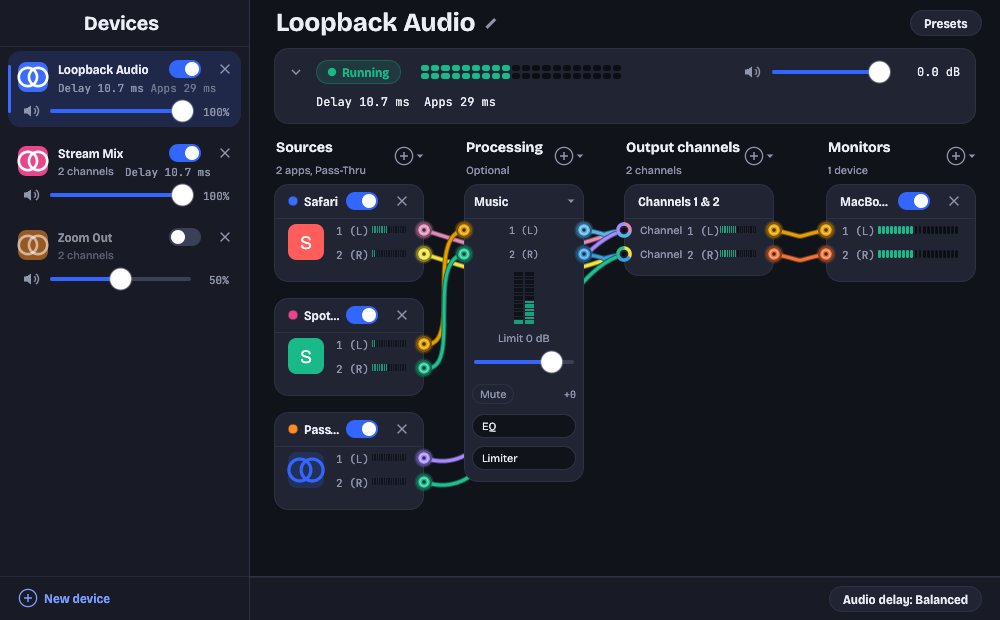 Devices
Loopback Audio
Delay 10.7 ms Apps 29 ms
100%
Stream Mix
2 channels Delay 10.7 ms
100%
Zoom Out
2 channels
50%
New device
Loopback Audio
Presets
Running
0.0 dB
Delay 10.7 ms Apps 29 ms
Sources
2 apps, Pass-Thru
Safari
S
1 (L)
2 (R)
Spot...
S
1 (L)
2 (R)
Pass...
1 (L)
2 (R)
Processing
Optional
Music
1 (L)
2 (R)
Limit 0 dB
Mute +0
EQ
Limiter
Output channels
2 channels
Channels 1 & 2
Channel 1 (L)
Channel 2 (R)
Monitors
1 device
MacBo...
1 (L)
2 (R)
Audio delay: Balanced